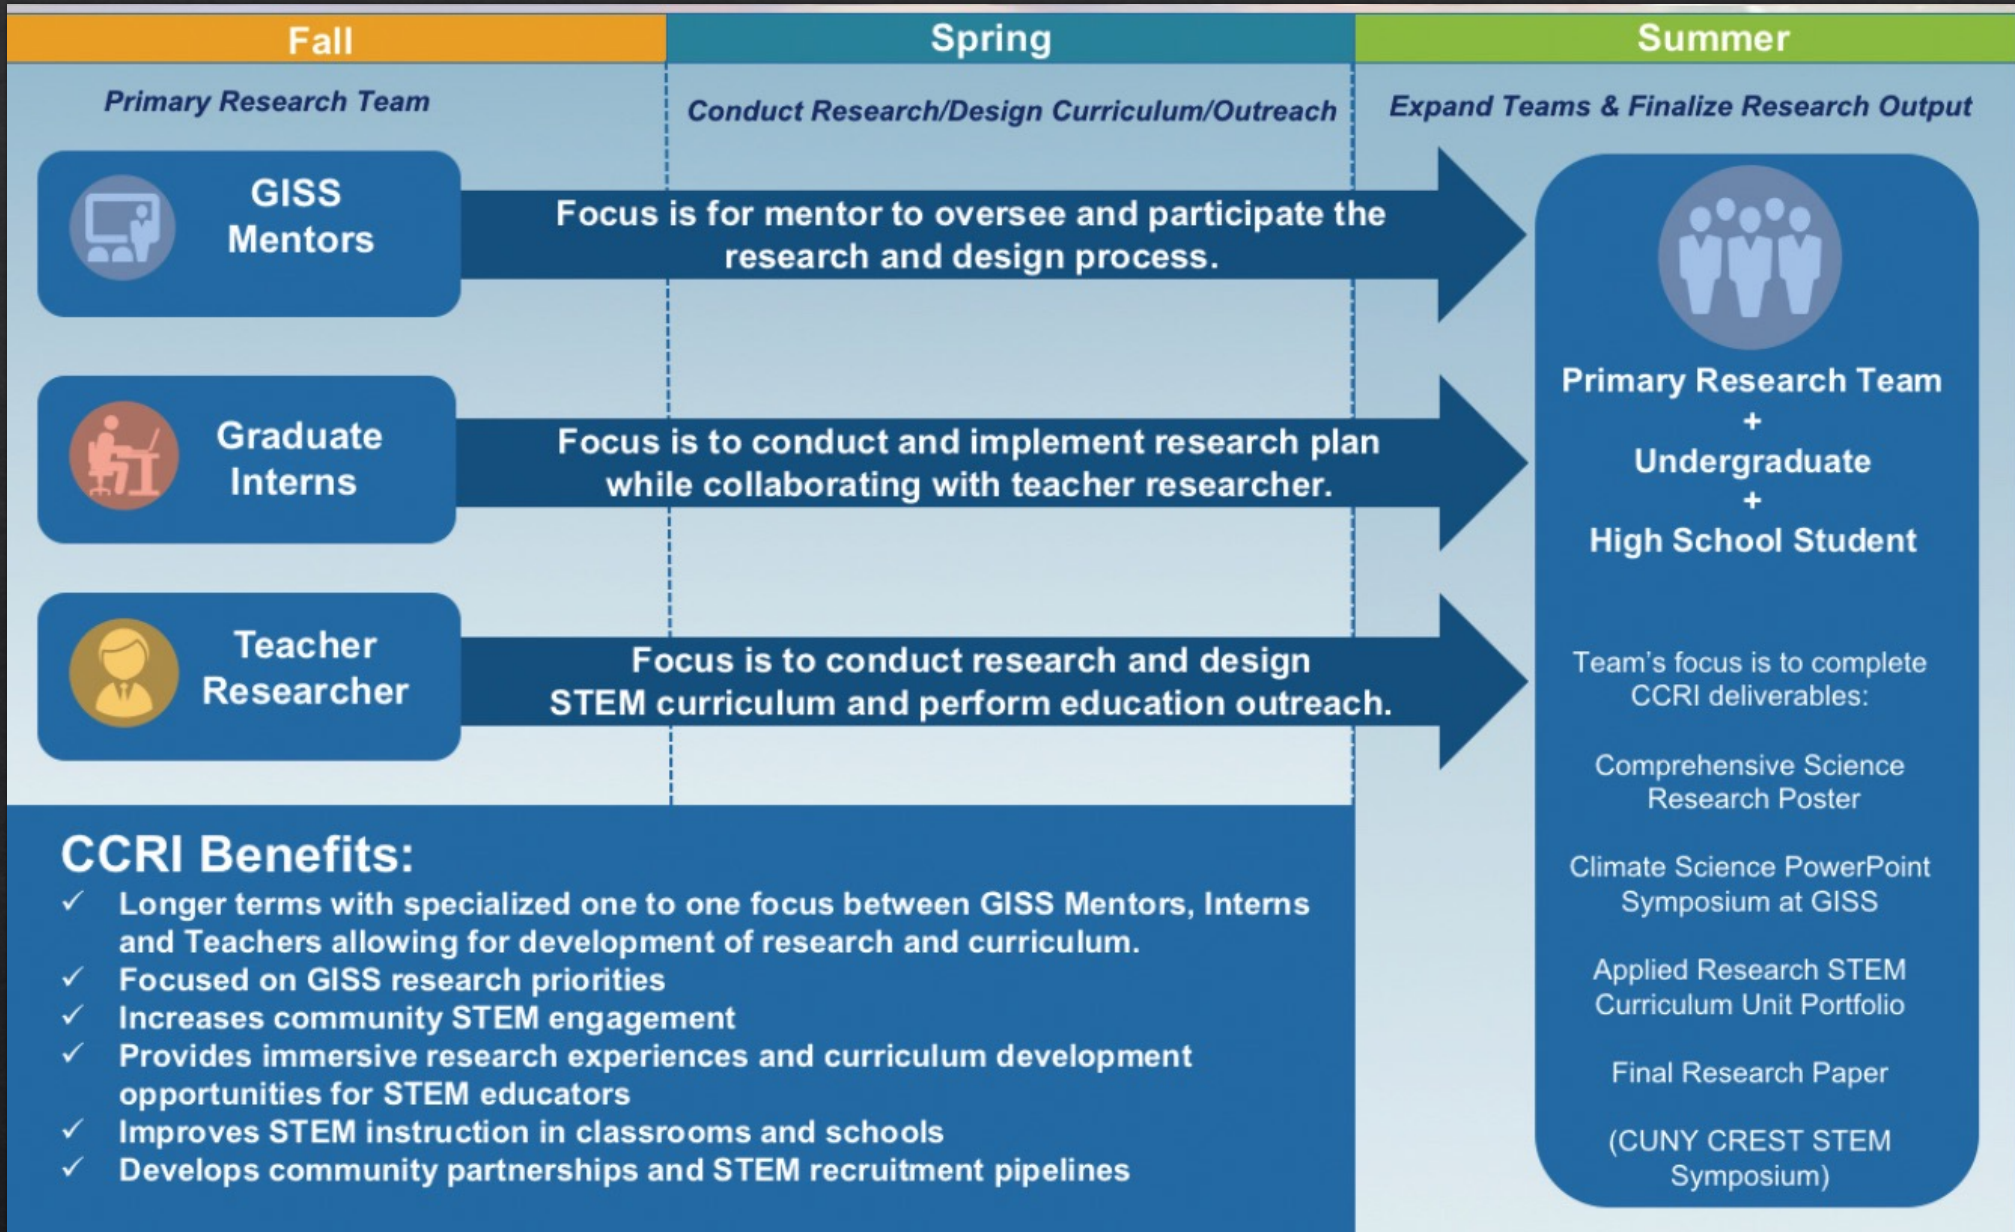 Fall
Spring
Summer
Primary Research Team
Conduct Research/Design Curriculum/Outreach
Expand Teams & Finalize Research Output
GISS
Mentors
Focus is for mentor to oversee and participate the
research and design process.
Graduate
Interns
Focus is to conduct and implement research plan
while collaborating with teacher researcher.
Teacher
Researcher
Focus is to conduct research and design
STEM curriculum and perform education outreach.
Primary Research Team
+
Undergraduate
+
High School Student
Team's focus is to complete
CCRI deliverables:
Comprehensive Science
Research Poster
Climate Science PowerPoint
Symposium at GISS
Applied Research STEM
Curriculum Unit Portfolio
Final Research Paper
(CUNY CREST STEM
Symposium)
CCRI Benefits:
✓ Longer terms with specialized one to one focus between GISS Mentors, Interns
and Teachers allowing for development of research and curriculum.
✓ Focused on GISS research priorities
✓ Increases community STEM engagement
✓ Provides immersive research experiences and curriculum development
opportunities for STEM educators
✓ Improves STEM instruction in classrooms and schools
✓ Develops community partnerships and STEM recruitment pipelines